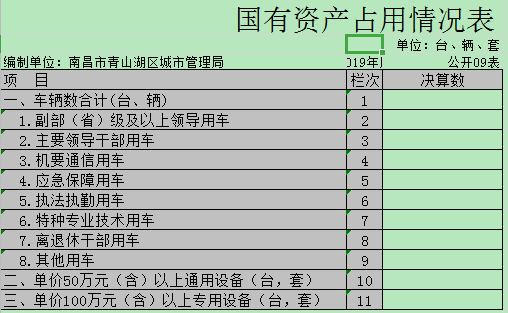 国有资产占用情况表
单位：台、辆、套
编制单位：南昌市青山湖区城市管理局 019年 公开09表
项 目 栏次 决算数
一、车辆数合计(台、辆) 1
1.副部（省）级及以上领导用车 2
2.主要领导干部用车 3
3.机要通信用车 4
4.应急保障用车 5
5.执法执勤用车 6
6.特种专业技术用车 7
7.离退休干部用车 8
8.其他用车 9
二、单价50万元（含）以上通用设备（台，套） 10
三、单价100万元（含）以上专用设备（台，套） 11